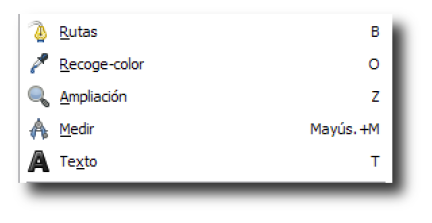 Rutas B
Recoge-color O
Ampliación Z
Medir Mayús.+M
Texto T